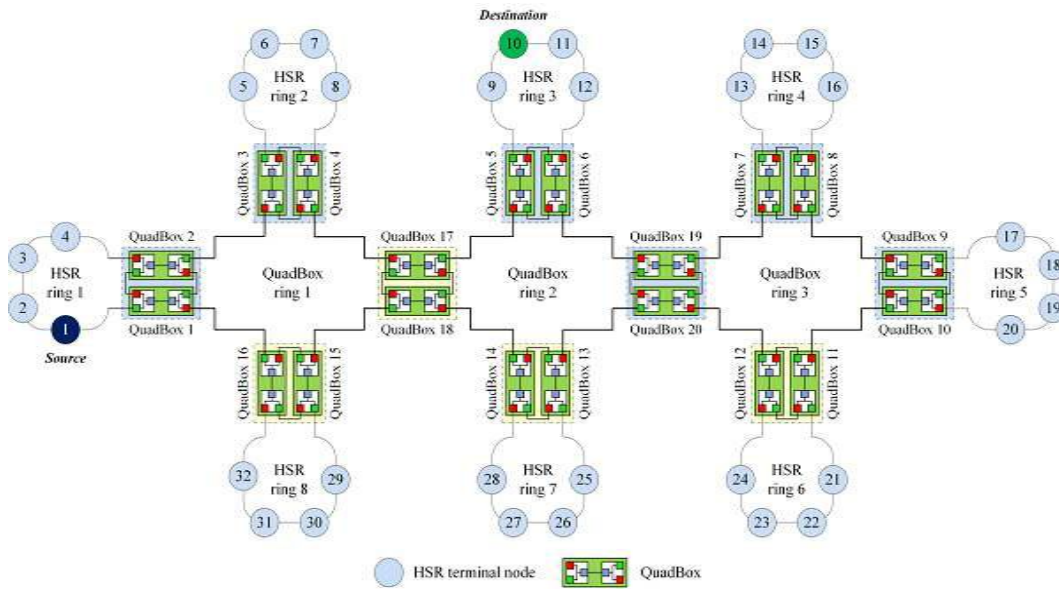 Destination
6
7
10
11
14
15
5
HSR
ring 2
8
9
HSR
ring 3
12
13
HSR
ring 4
16
QuadBox 3
QuadBox 4
QuadBox 5
QuadBox 6
QuadBox 7
QuadBox 8
4
3
HSR
ring 1
2
1
Source
QuadBox 2
QuadBox 1
QuadBox
ring 1
QuadBox 17
QuadBox 18
QuadBox
ring 2
QuadBox 19
QuadBox 20
QuadBox
ring 3
QuadBox 9
QuadBox 10
17
18
HSR
ring 5
19
20
QuadBox 16
QuadBox 15
QuadBox 14
QuadBox 13
QuadBox 12
QuadBox 11
32
HSR
ring 8
29
31
30
28
HSR
ring 7
25
27
26
24
HSR
ring 6
21
23
22
HSR terminal node
QuadBox